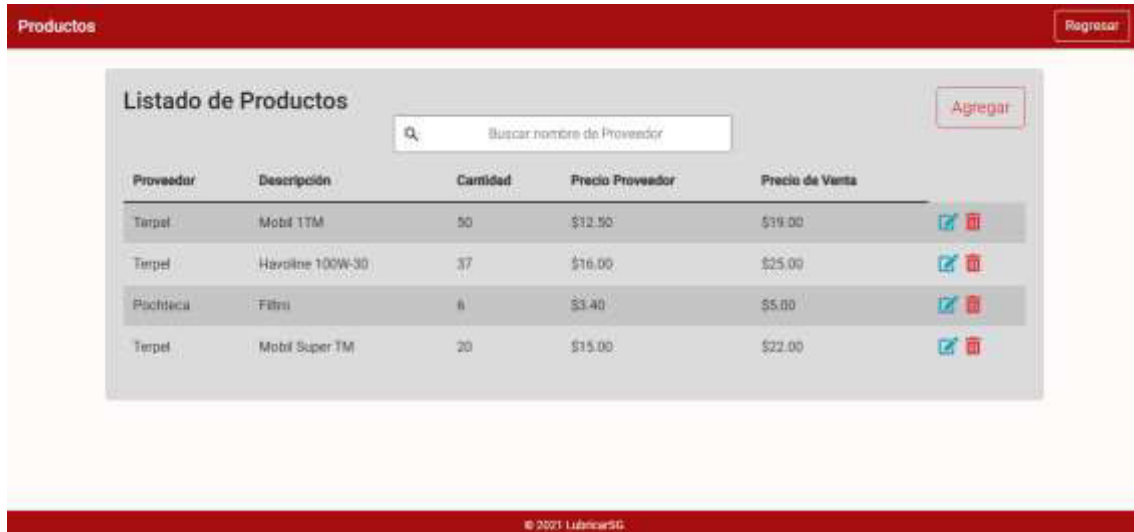 Productos Regresar
Listado de Productos Agregar
Buscar nombre de Proveedor
Proveedor Descripción Cantidad Precio Proveedor Precio de Venta
Terpel Mobil 1TM 50 $12.50 $19.00
Terpel Havoline 100W-30 37 $16.00 $25.00
Pochteca Filtro 6 $3.40 $5.00
Terpel Mobil Super TM 20 $15.00 $22.00
© 2021 LubricarSG